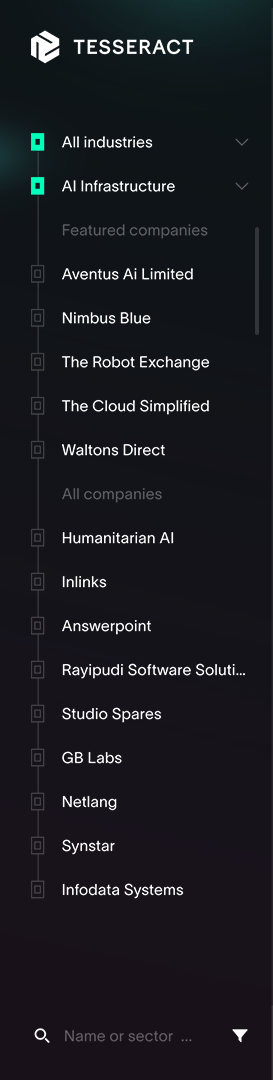 TESSERACT
All industries
AI Infrastructure
Featured companies
Aventus Ai Limited
Nimbus Blue
The Robot Exchange
The Cloud Simplified
Waltons Direct
All companies
Humanitarian AI
Inlinks
Answerpoint
Rayipudi Software Soluti...
Studio Spares
GB Labs
Netlang
Synstar
Infodata Systems
Name or sector ...